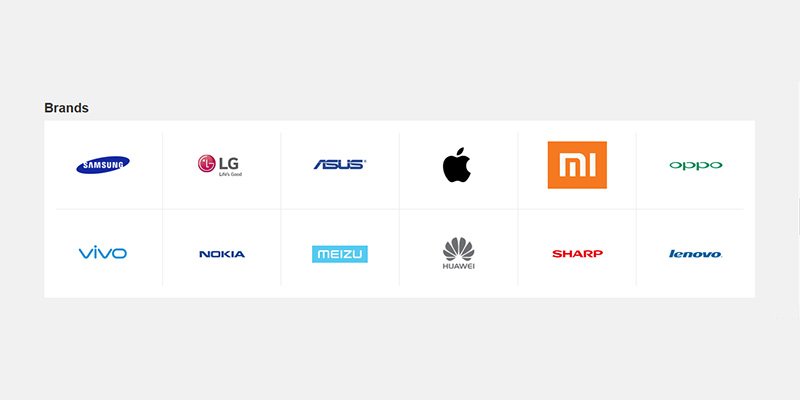 Brands
SAMSUNG
LG
Life's Good
ASUS
mi
oppo
vivo
NOKIA
MEIZU
HUAWEI
SHARP
lenovo